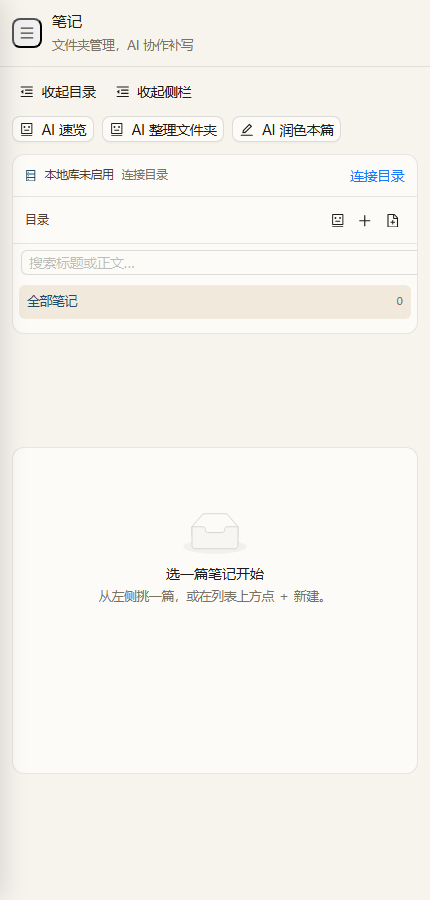 笔记
文件夹管理，AI 协作补写
收起目录 收起侧栏
AI 速览 AI 整理文件夹 AI 润色本篇
本地库未启用 连接目录 连接目录
目录
搜索标题或正文...
全部笔记 0
选一篇笔记开始
从左侧挑一篇，或在列表上方点 + 新建。